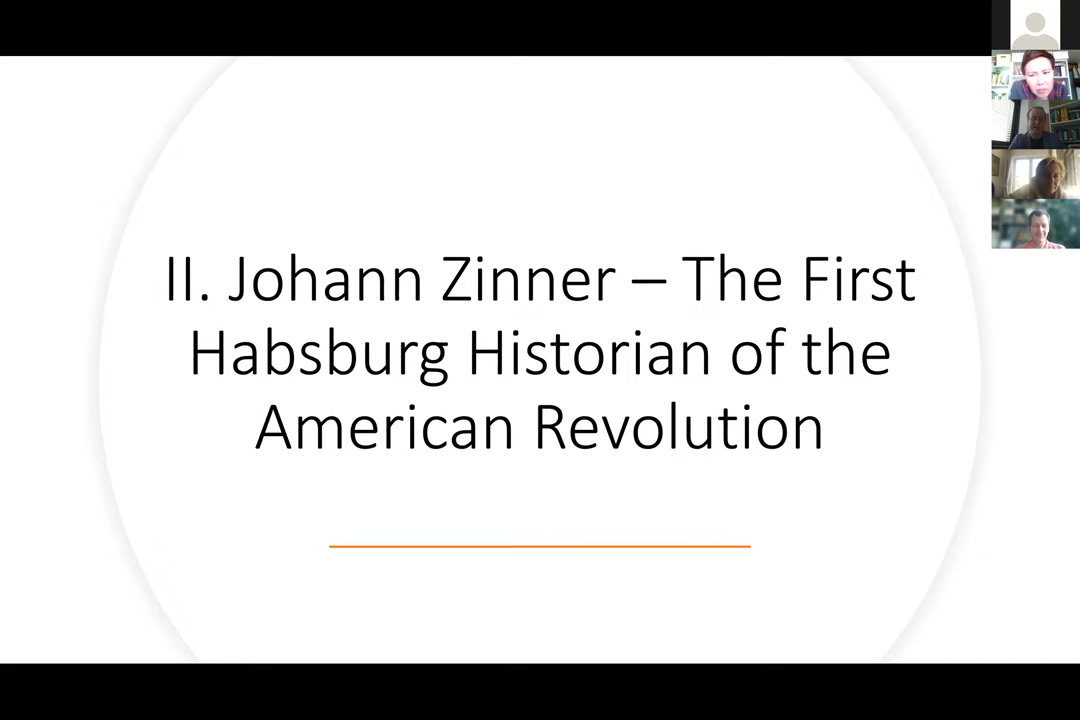 II. Johann Zinner – The First
Habsburg Historian of the
American Revolution